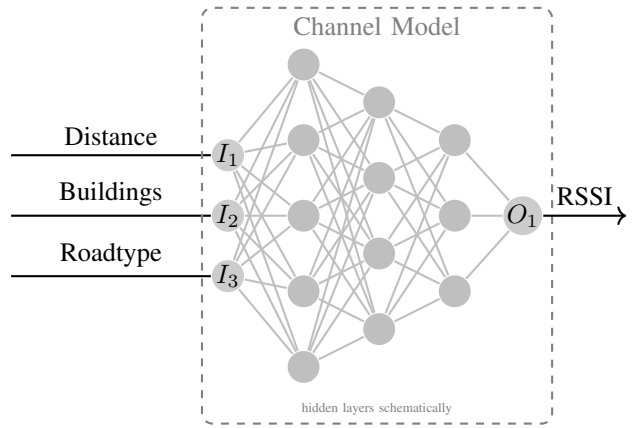 Channel Model
Distance
I1
Buildings
I2
O1
RSSI
Roadtype
I3
hidden layers schematically